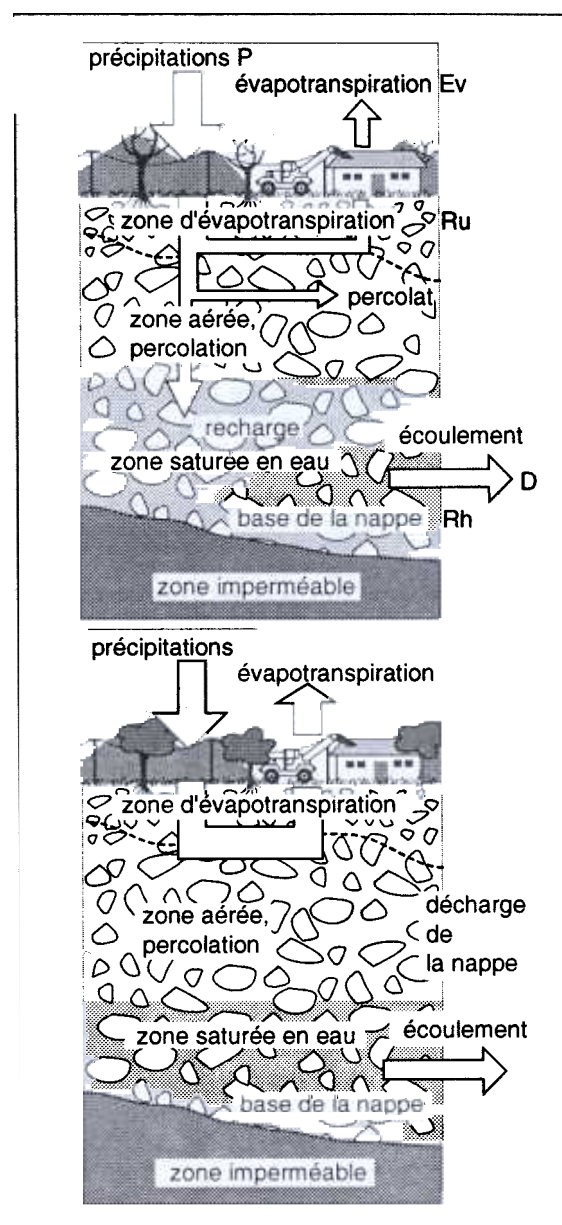 précipitations P
évapotranspiration Ev
zone d'évapotranspiration Ru
percolat
zone aérée,
percolation
recharge
écoulement
zone saturée en eau
D
base de la nappe Rh
zone imperméable
précipitations
évapotranspiration
zone d'évapotranspiration
zone aérée,
percolation
décharge
de
la nappe
zone saturée en eau
écoulement
base de la nappe
zone imperméable